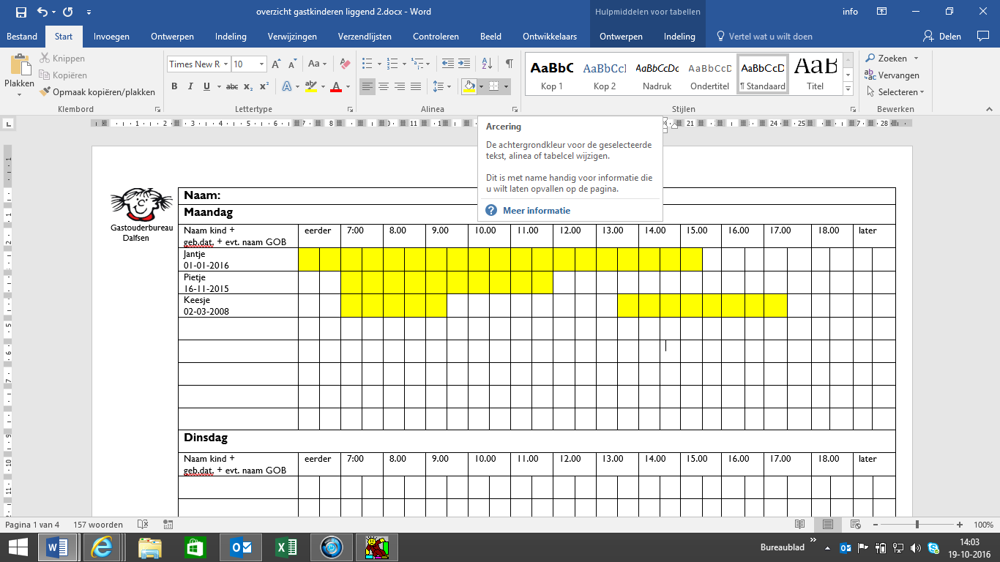 overzicht gastkinderen liggend 2.docx - Word
Hulpmiddelen voor tabellen
info
Bestand Start Invoegen Ontwerpen Indeling Verwijzingen Verzendlijsten Controleren Beeld Ontwikkelaars Ontwerpen Indeling Vertel wat u wilt doen Delen
Plakken
Knippen
Kopiëren
Opmaak kopiëren/plakken
Klembord
Times New R 10
Lettertype
Alinea
AaBbC AaBbCcI AaBbCcDc AaBbCcD AaBbCcD AaB
Kop 1 Kop 2 Nadruk Ondertitel ¶ Standaard Titel
Stijlen
Zoeken
Vervangen
Selecteren
Bewerken
Arcering
De achtergrondkleur voor de geselecteerde
tekst, alinea of tabelcel wijzigen.
Dit is met name handig voor informatie die
u wilt laten opvallen op de pagina.
Meer informatie
Gastouderbureau
Dalfsen
Naam:
Maandag
Naam kind +
geb.dat. + evt. naam GOB
eerder 7:00 8.00 9.00 10.00 11.00 12.00 13.00 14.00 15.00 16.00 17.00 18.00 later
Jantje
01-01-2016
Pietje
16-11-2015
Keesje
02-03-2008
Dinsdag
Naam kind +
geb.dat. + evt. naam GOB
eerder 7:00 8.00 9.00 10.00 11.00 12.00 13.00 14.00 15.00 16.00 17.00 18.00 later
Pagina 1 van 4 157 woorden
100%
Bureaublad
14:03
19-10-2016